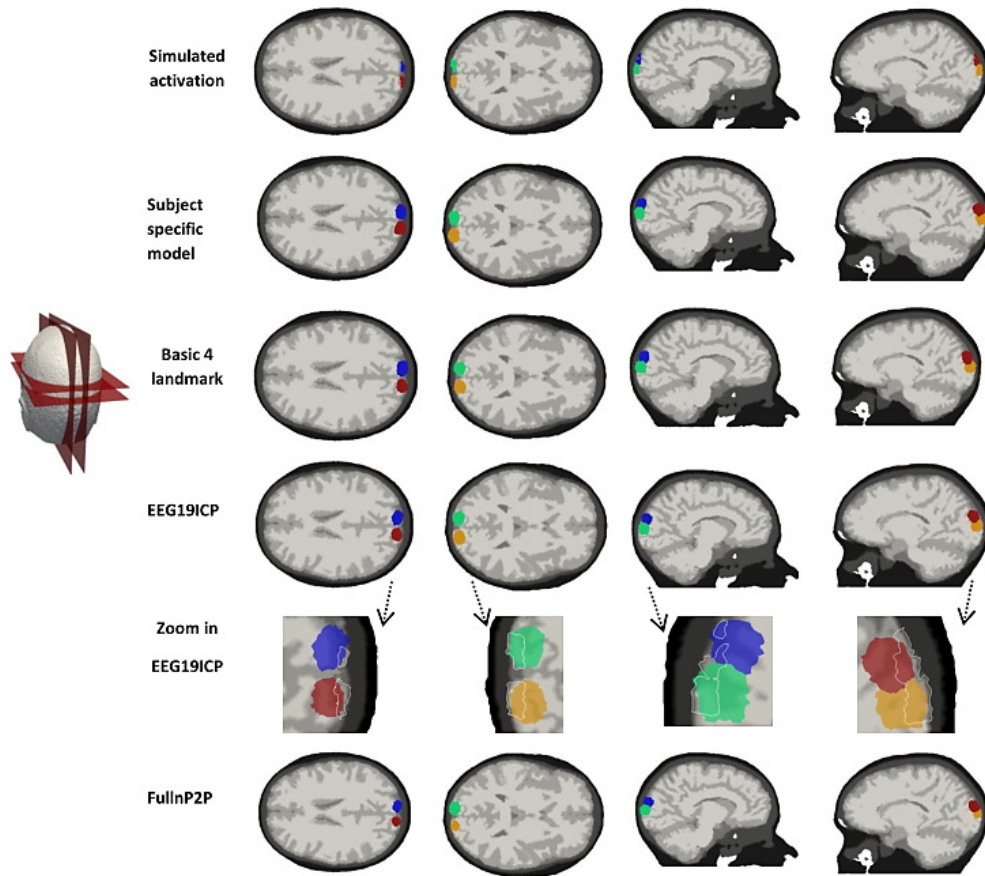 Simulated
activation
Subject
specific
model
Basic 4
landmark
EEG19ICP
Zoom in
EEG19ICP
FullnP2P